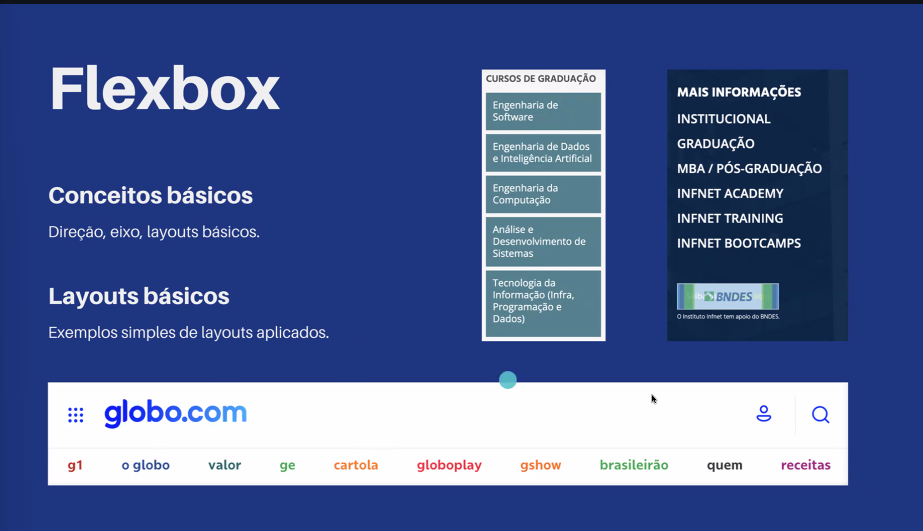 Flexbox
Conceitos básicos
Direção, eixo, layouts básicos.
Layouts básicos
Exemplos simples de layouts aplicados.
CURSOS DE GRADUAÇÃO
Engenharia de
Software
Engenharia de Dados
e Inteligência Artificial
Engenharia da
Computação
Análise e
Desenvolvimento de
Sistemas
Tecnologia da
Informação (Infra,
Programação e
Dados)
MAIS INFORMAÇÕES
INSTITUCIONAL
GRADUAÇÃO
MBA / PÓS-GRADUAÇÃO
INFNET ACADEMY
INFNET TRAINING
INFNET BOOTCAMPS
BNDES
O Instituto Infnet tem apoio do BNDES.
globo.com
g1 o globo valor ge cartola globoplay gshow brasileirão quem receitas